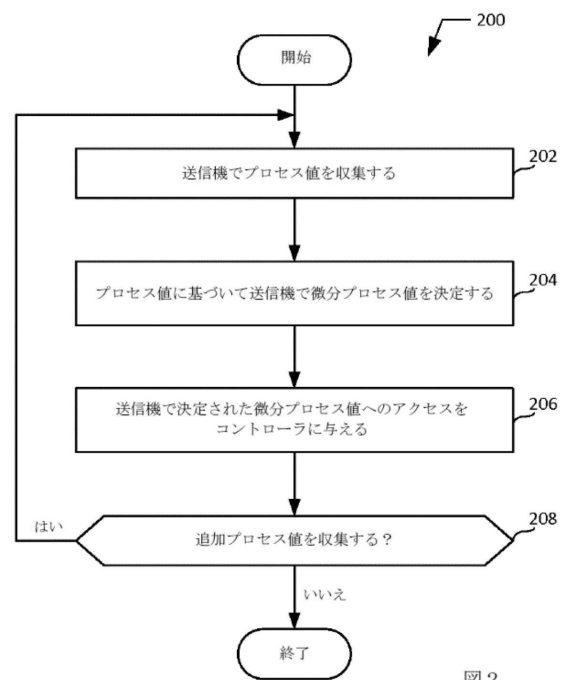 200
開始
送信機でプロセス値を収集する
202
プロセス値に基づいて送信機で微分プロセス値を決定する
204
送信機で決定された微分プロセス値へのアクセスを
コントローラに与える
206
はい
追加プロセス値を収集する？
208
いいえ
終了
図2